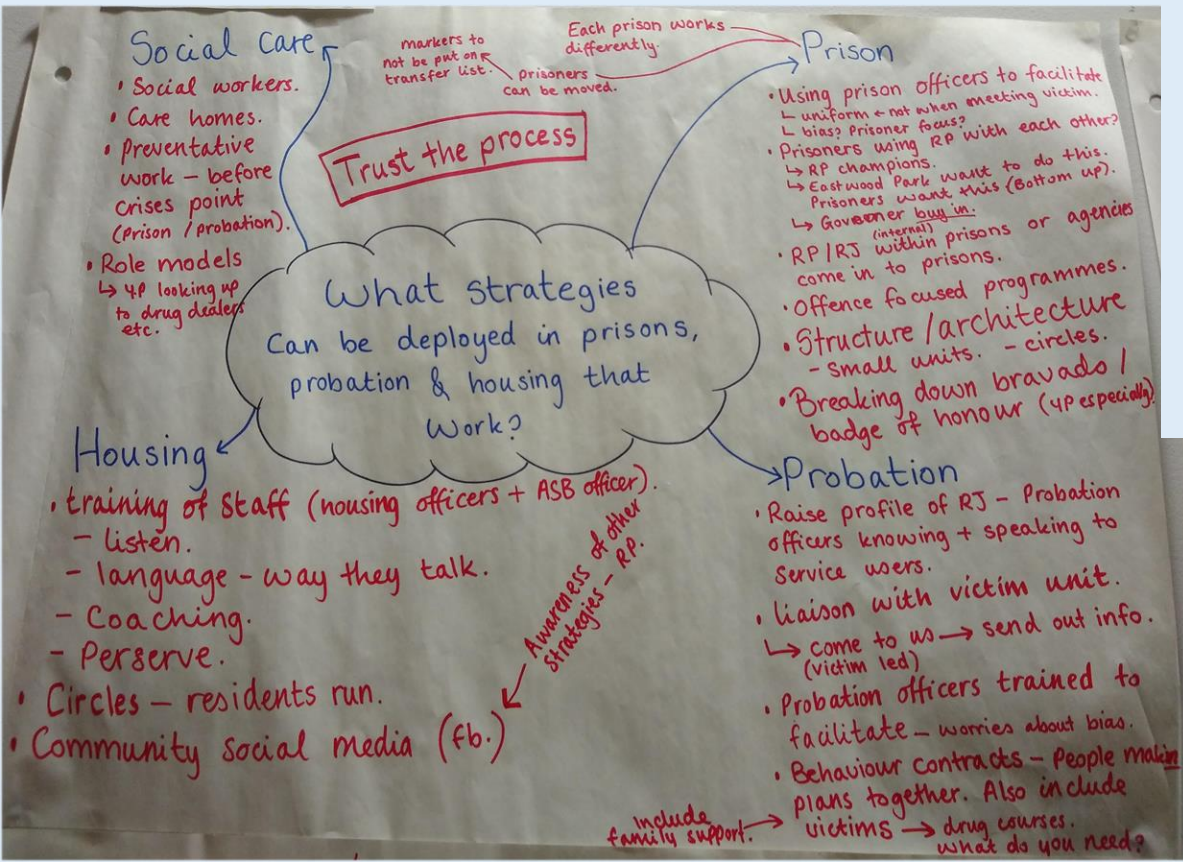 Social care
• Social workers.
• Care homes.
• Preventative
work – before
crises point
(prison / probation).
• Role models
↳ YP looking up
to drug dealers
etc.
markers to
not be put on
transfer list.
prisoners
can be moved.
Each prison works
differently.
Trust the process
Prison
• Using prison officers to facilitate
↳ uniform ← not when meeting victim.
↳ bias? Prisoner focus?
• Prisoners using RP with each other?
↳ RP champions.
↳ Eastwood Park want to do this.
Prisoners want this (Bottom up).
↳ Govener buy in.
(internal)
• RP/RJ within prisons or agencies
come in to prisons.
• Offence focused programmes.
• Structure / architecture
– small units. – circles.
• Breaking down bravado /
badge of honour (YP especially)
What strategies
Can be deployed in prisons,
probation & housing that
work?
Housing
• training of staff (housing officers + ASB officer).
– listen.
– language – way they talk.
– Coaching.
– Perserve.
• Circles – residents run.
• Community social media (fb.)
Awareness of other
strategies – RP.
Probation
• Raise profile of RJ – Probation
officers knowing + speaking to
service users.
• liaison with victim unit.
↳ come to us → send out info.
(victim led)
• Probation officers trained to
facilitate – worries about bias.
• Behaviour contracts – People makin
plans together. Also include
victims → drug courses.
what do you need?
include
family support. →